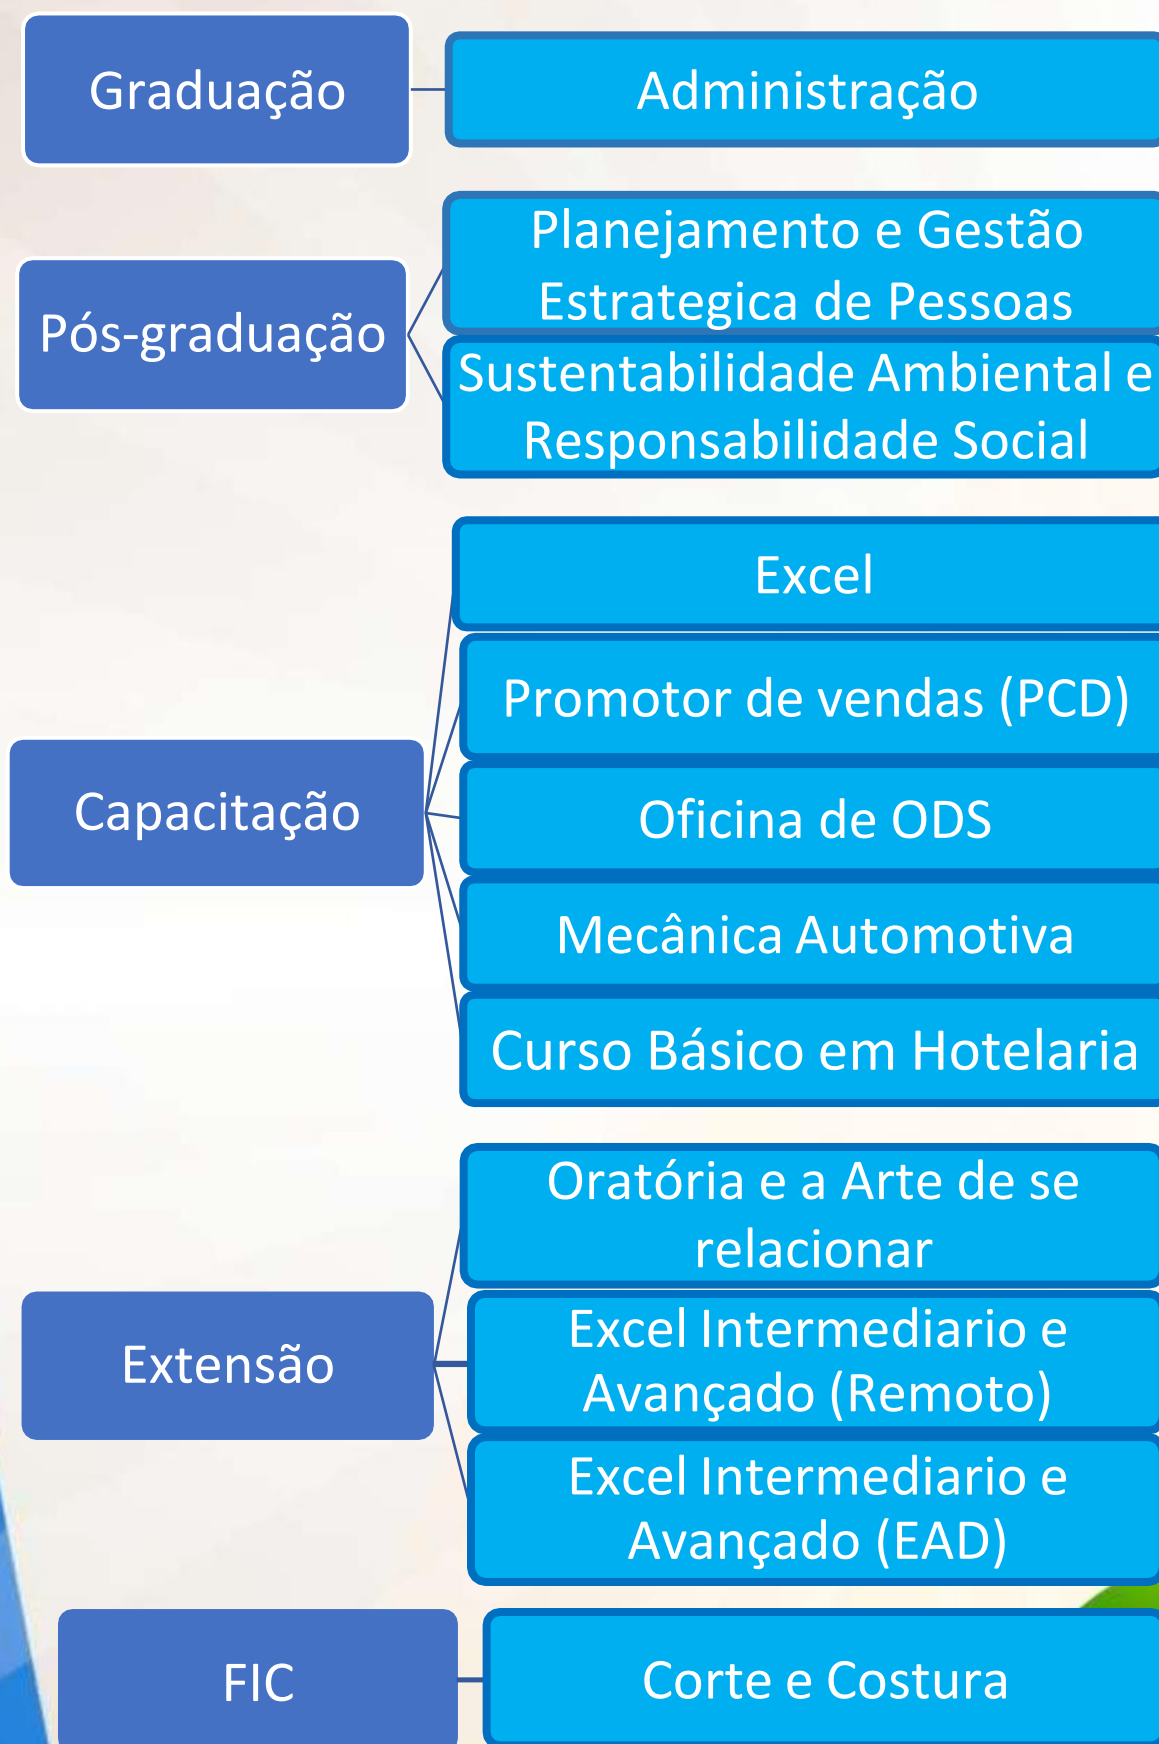 Graduação
Administração
Pós-graduação
Planejamento e Gestão
Estrategica de Pessoas
Sustentabilidade Ambiental e
Responsabilidade Social
Capacitação
Excel
Promotor de vendas (PCD)
Oficina de ODS
Mecânica Automotiva
Curso Básico em Hotelaria
Extensão
Oratória e a Arte de se
relacionar
Excel Intermediario e
Avançado (Remoto)
Excel Intermediario e
Avançado (EAD)
FIC
Corte e Costura